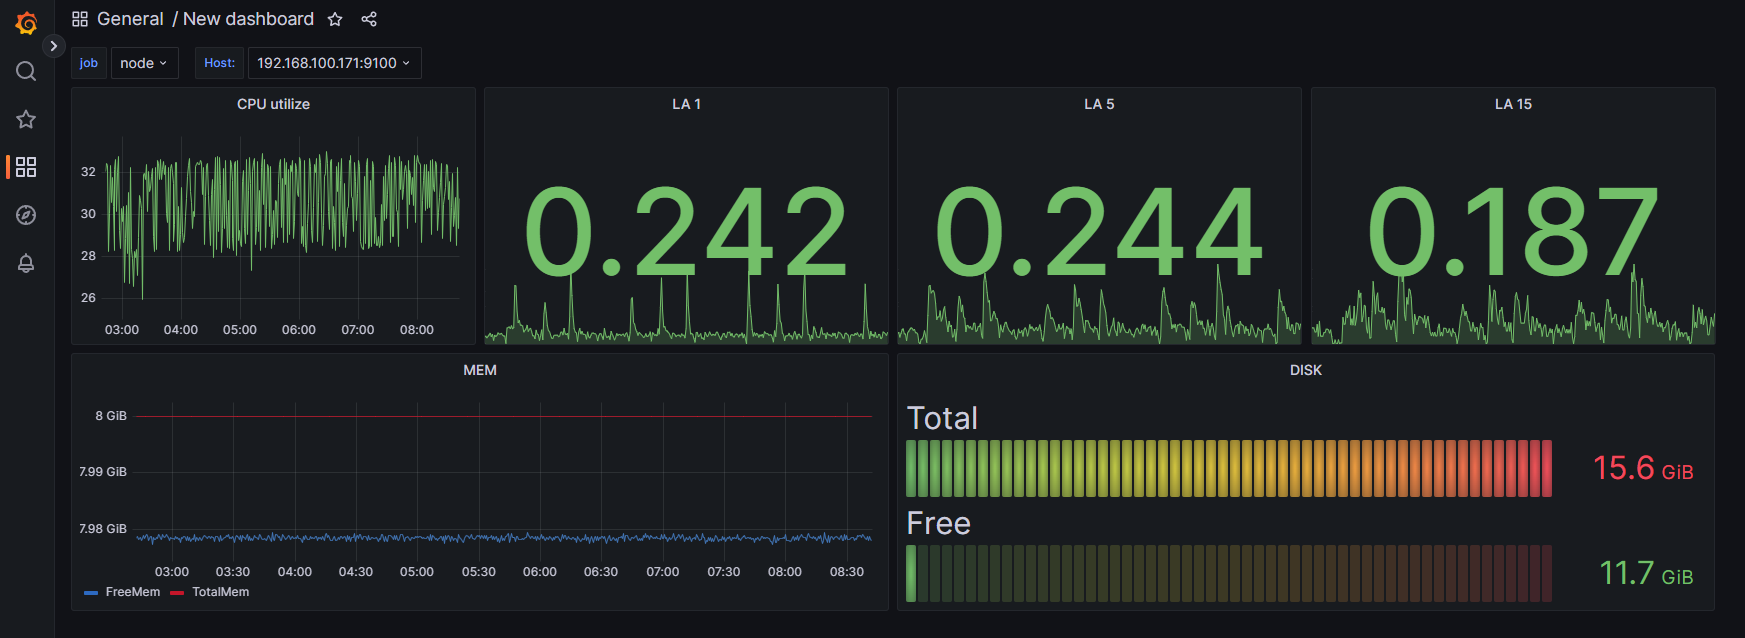 General / New dashboard
job node Host: 192.168.100.171:9100
CPU utilize
32
30
28
26
03:00 04:00 05:00 06:00 07:00 08:00
LA 1
0.242
LA 5
0.244
LA 15
0.187
MEM
8 GiB
7.99 GiB
7.98 GiB
03:00 03:30 04:00 04:30 05:00 05:30 06:00 06:30 07:00 07:30 08:00 08:30
FreeMem TotalMem
DISK
Total
15.6 GiB
Free
11.7 GiB